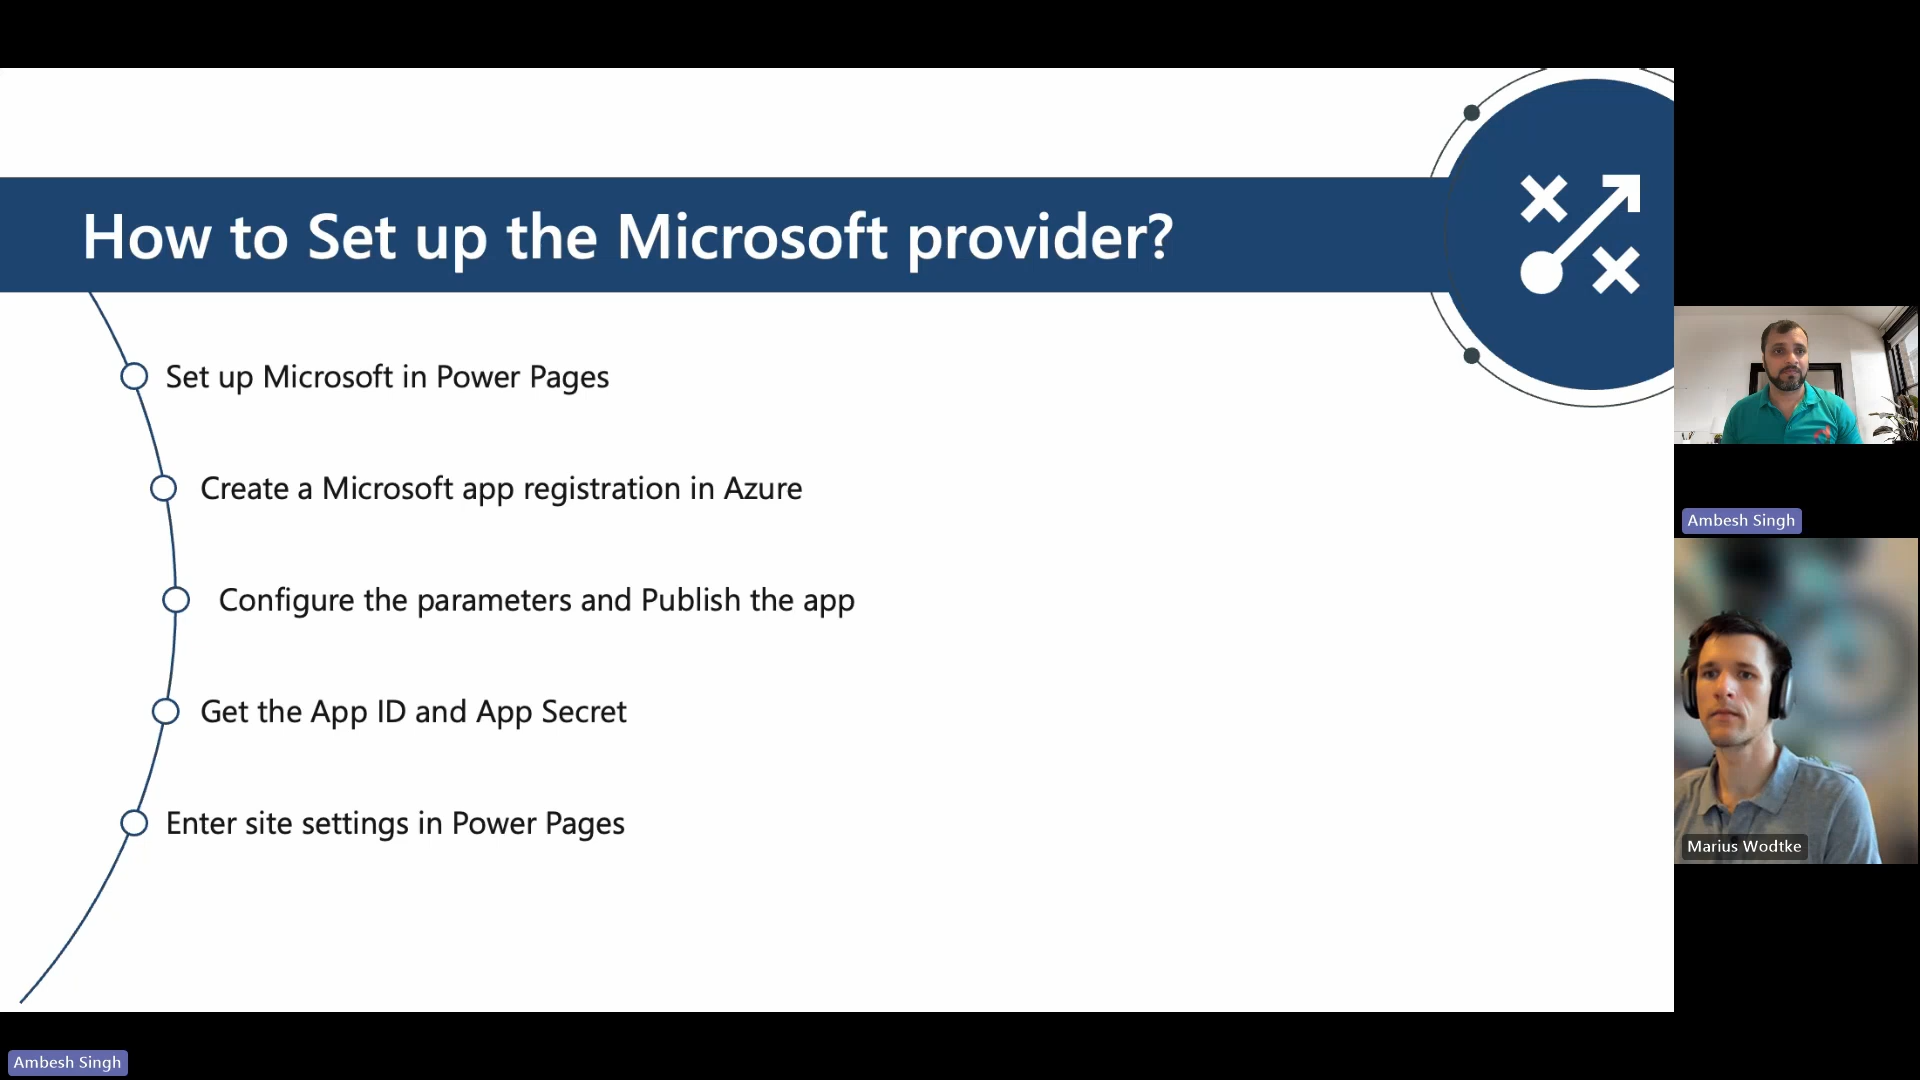 How to Set up the Microsoft provider?
Set up Microsoft in Power Pages
Create a Microsoft app registration in Azure
Configure the parameters and Publish the app
Get the App ID and App Secret
Enter site settings in Power Pages
Ambesh Singh
Marius Wodtke
Ambesh Singh